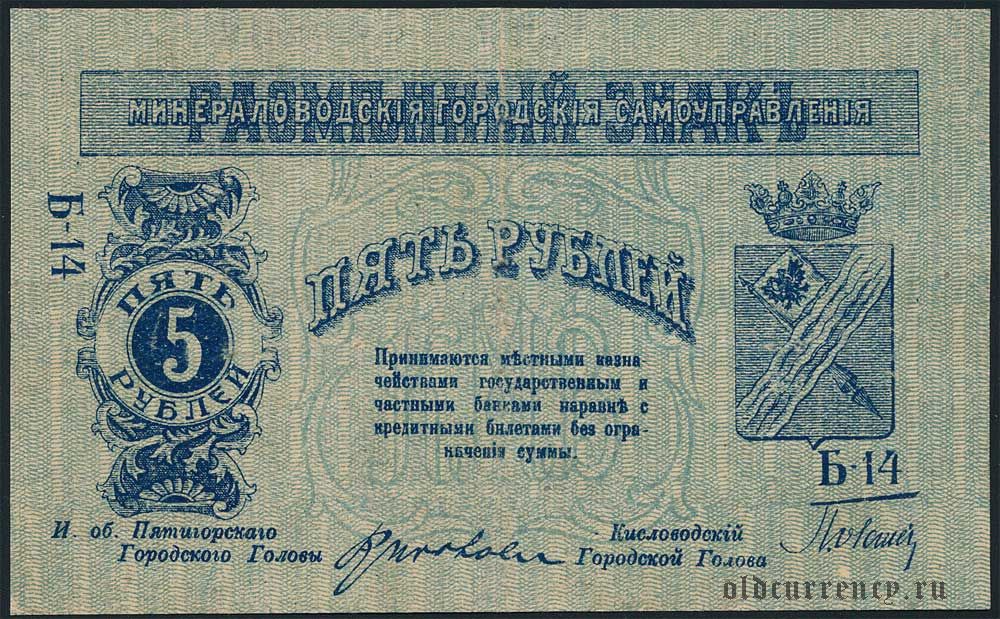 РАЗМѢННЫЙ ЗНАКЪ
МИНЕРАЛОВОДСКІЯ ГОРОДСКІЯ САМОУПРАВЛЕНІЯ
Б-14
ПЯТЬ
5
РУБЛЕЙ
ПЯТЬ РУБЛЕЙ
Принимаются мѣстными казна-
чействами государственным и
частными банками наравнѣ с
кредитными билетами без огра-
ничения суммы.
Б-14
И. об. Пятигорскаго
Городского Головы
Кисловодскій
Городской Голова
oldcurrency.ru